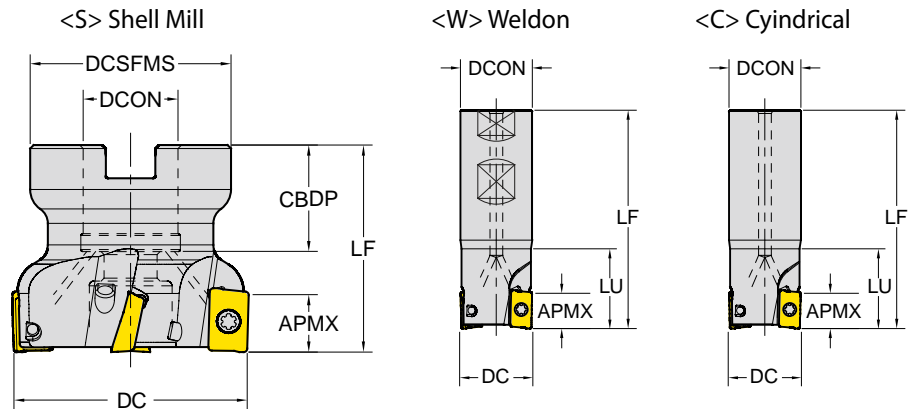 <S> Shell Mill
DCSFMS
DCON
CBDP
LF
APMX
DC
<W> Weldon
DCON
LF
LU
APMX
DC
<C> Cyindrical
DCON
LF
LU
APMX
DC